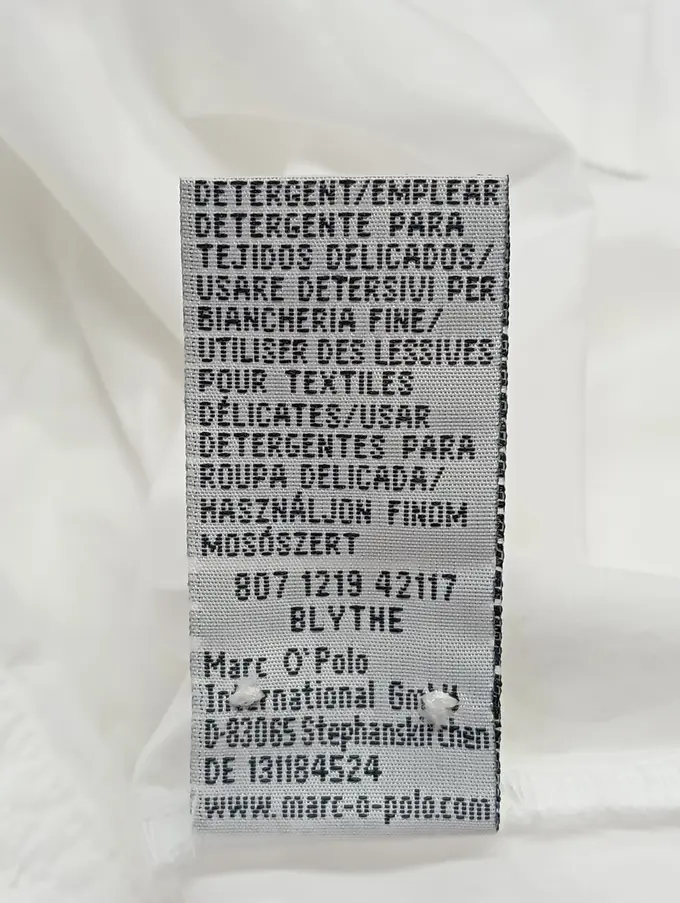 DETERGENT/EMPLEAR
DETERGENTE PARA
TEJIDOS DELICADOS/
USARE DETERSIVI PER
BIANCHERIA FINE/
UTILISER DES LESSIVES
POUR TEXTILES
DÉLICATES/USAR
DETERGENTES PARA
ROUPA DELICADA/
HASZNÁLJON FINOM
MOSÓSZERT
807 1219 42117
BLYTHE
Marc O'Polo
International GmbH
D-83065 Stephanskirchen
DE 131184524
www.marc-o-polo.com